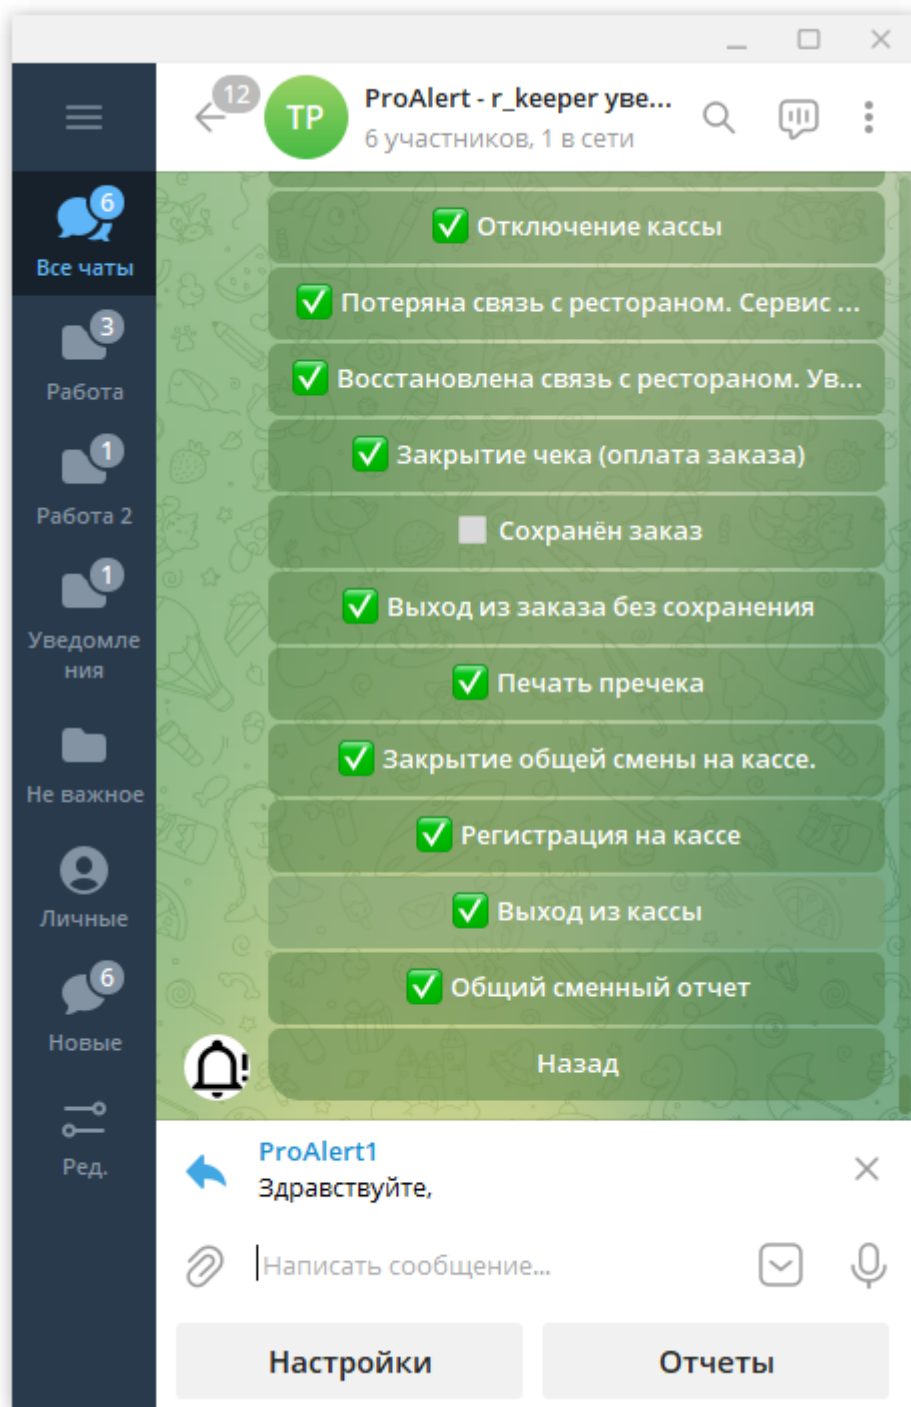 12
TP
ProAlert - r_keeper уве...
6 участников, 1 в сети
6
Все чаты
3
Работа
1
Работа 2
1
Уведомле
ния
Не важное
Личные
6
Новые
Ред.
Отключение кассы
Потеряна связь с рестораном. Сервис ...
Восстановлена связь с рестораном. Ув...
Закрытие чека (оплата заказа)
Сохранён заказ
Выход из заказа без сохранения
Печать пречека
Закрытие общей смены на кассе.
Регистрация на кассе
Выход из кассы
Общий сменный отчет
Назад
ProAlert1
Здравствуйте,
Написать сообщение...
Настройки
Отчеты